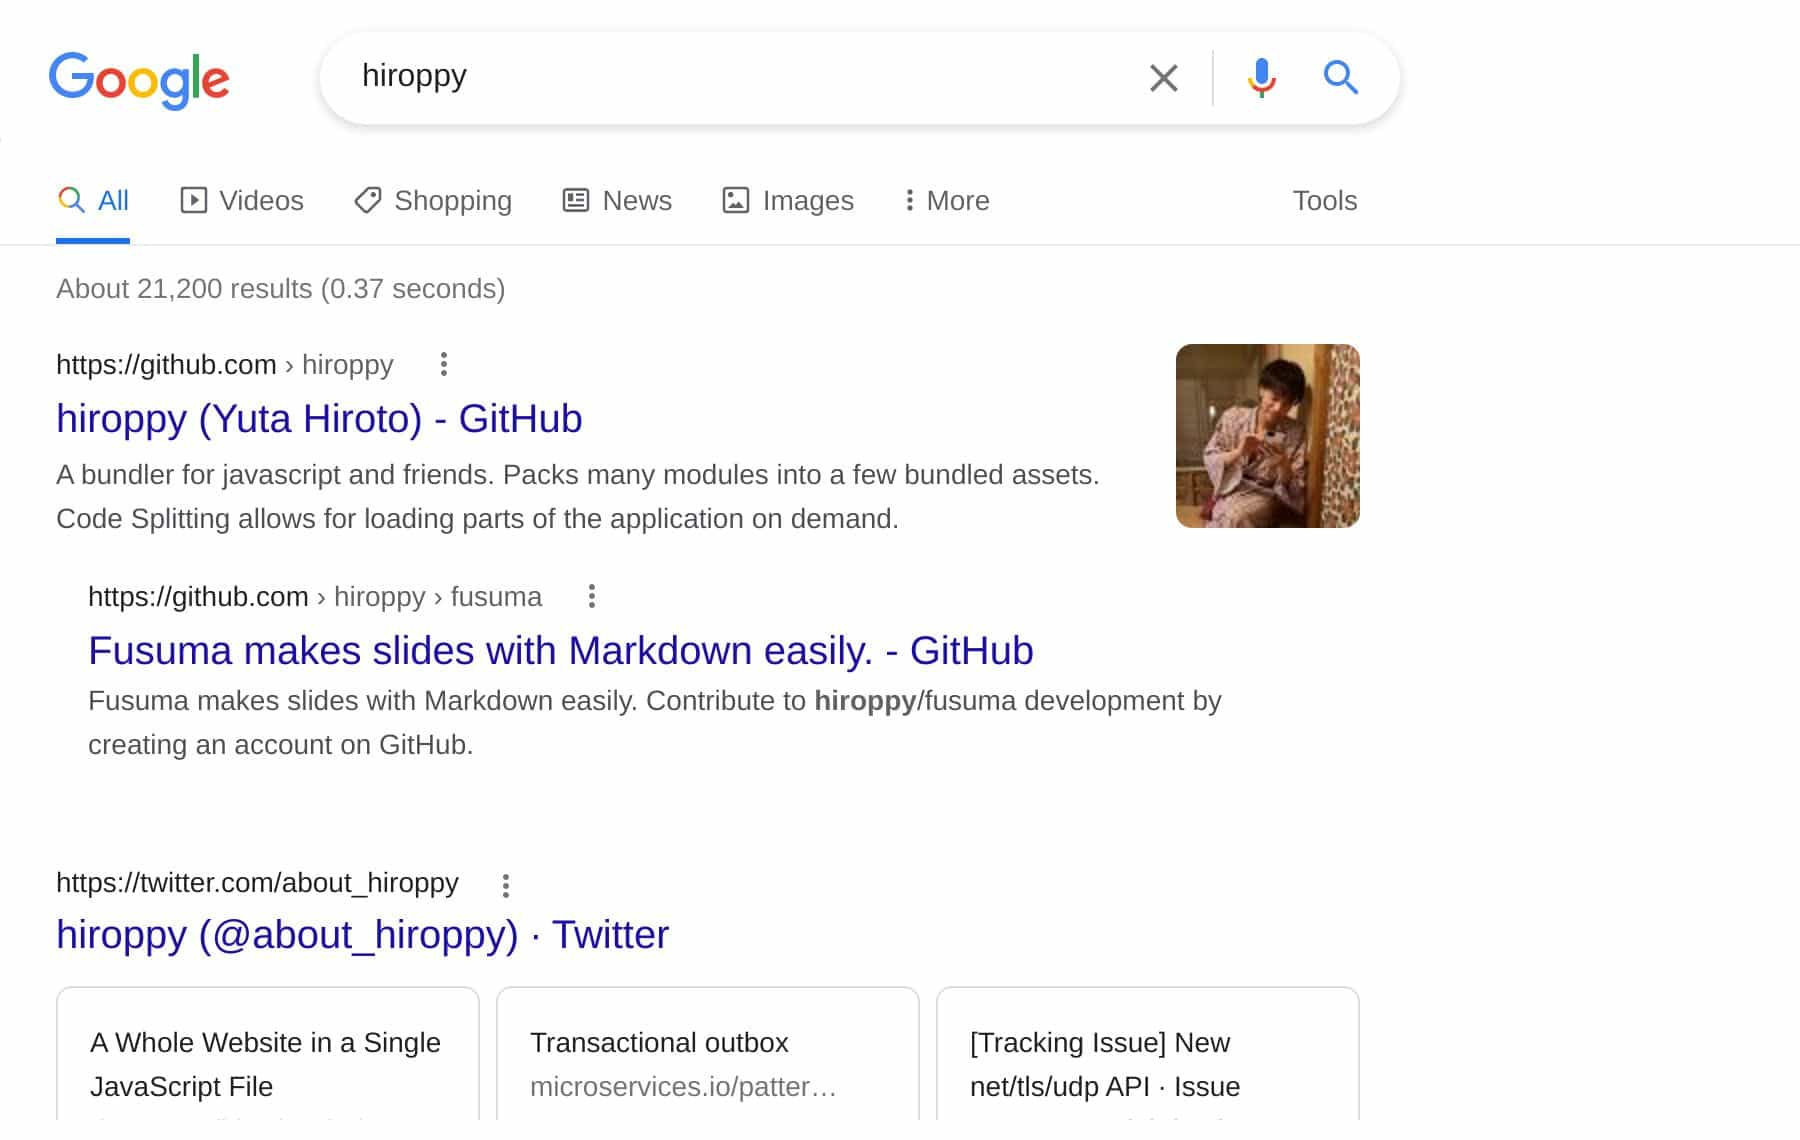 Google
hiroppy
All Videos Shopping News Images More Tools
About 21,200 results (0.37 seconds)
https://github.com › hiroppy
hiroppy (Yuta Hiroto) - GitHub
A bundler for javascript and friends. Packs many modules into a few bundled assets.
Code Splitting allows for loading parts of the application on demand.
https://github.com › hiroppy › fusuma
Fusuma makes slides with Markdown easily. - GitHub
Fusuma makes slides with Markdown easily. Contribute to hiroppy/fusuma development by
creating an account on GitHub.
https://twitter.com/about_hiroppy
hiroppy (@about_hiroppy) · Twitter
A Whole Website in a Single
JavaScript File
Transactional outbox
microservices.io/patter…
[Tracking Issue] New
net/tls/udp API · Issue